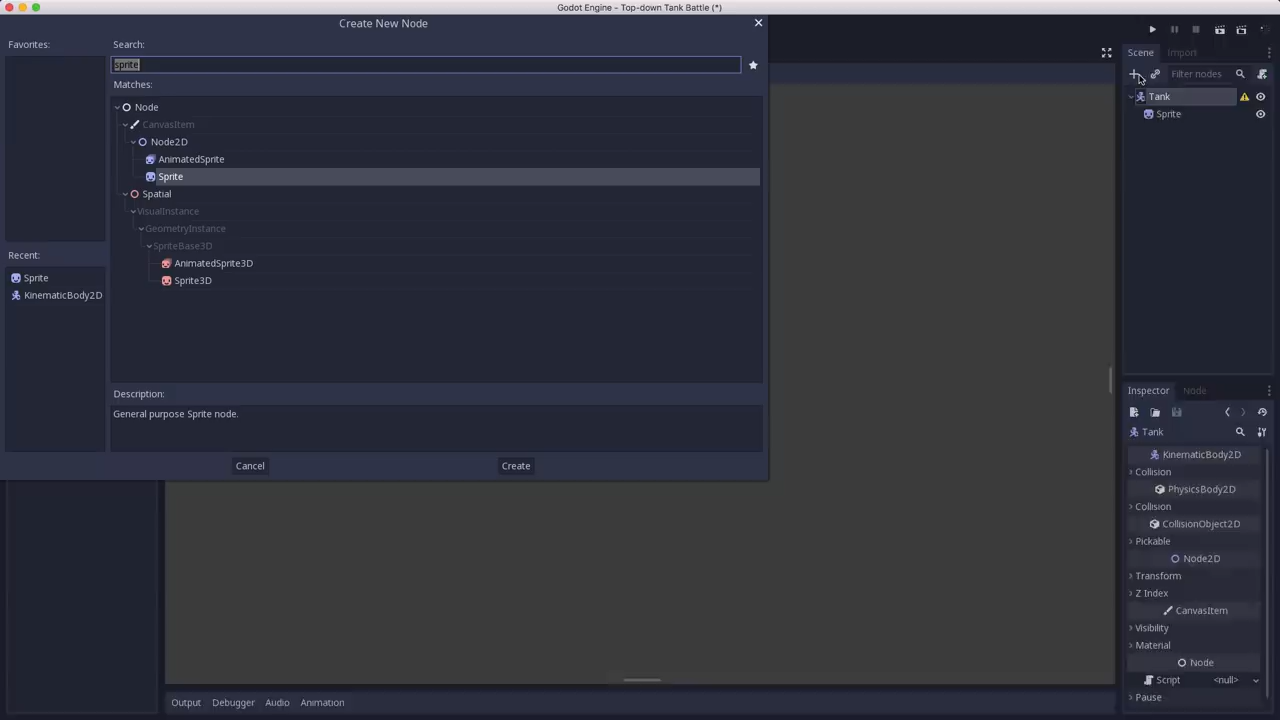 Godot Engine - Top-down Tank Battle (*)
Create New Node
Favorites:
Search:
sprite
Matches:
Node
CanvasItem
Node2D
AnimatedSprite
Sprite
Spatial
VisualInstance
GeometryInstance
SpriteBase3D
AnimatedSprite3D
Sprite3D
Recent:
Sprite
KinematicBody2D
Description:
General purpose Sprite node.
Cancel
Create
Output
Debugger
Audio
Animation
Scene
Import
Filter nodes
Tank
Sprite
Inspector
Node
Tank
KinematicBody2D
Collision
PhysicsBody2D
Collision
CollisionObject2D
Pickable
Node2D
Transform
Z Index
CanvasItem
Visibility
Material
Node
Script <null>
Pause